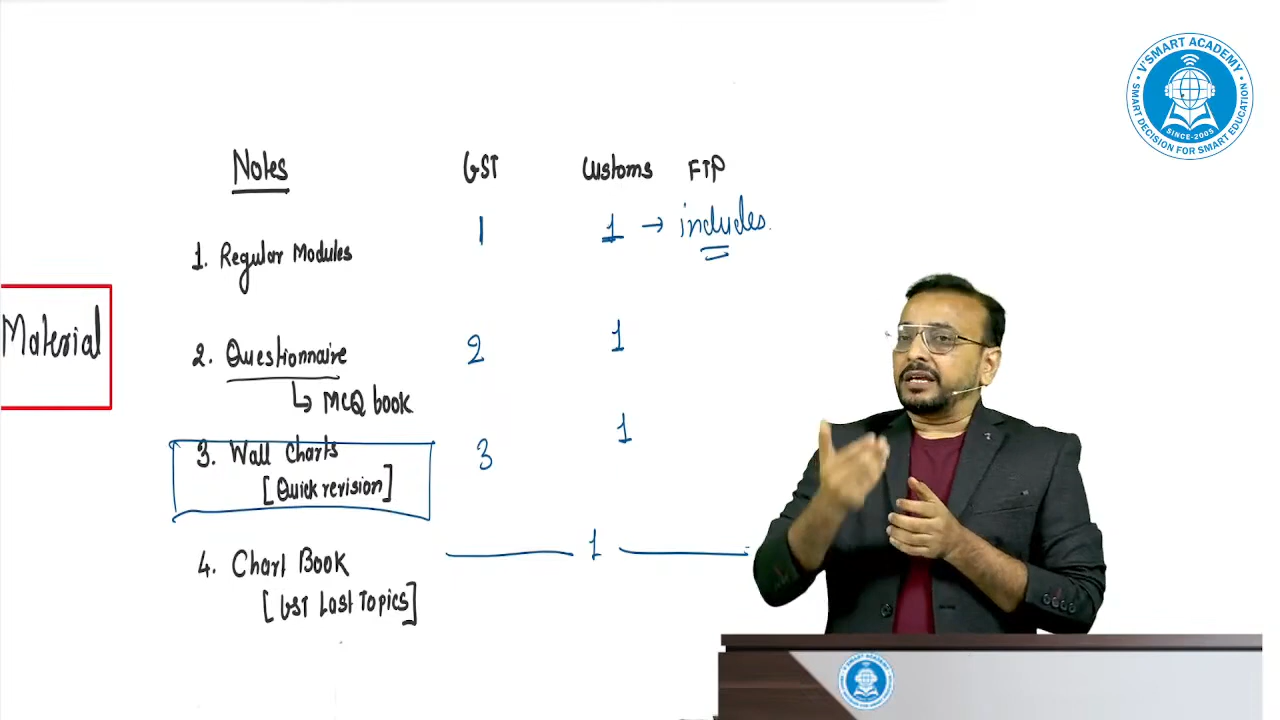 V'SMART ACADEMY
SMART DECISION FOR SMART EDUCATION
SINCE-2005
Notes GST Customs FTP
1. Regular Modules 1 1 → includes.
Material
2. Questionnaire 2 1
↳ MCQ book
3. Wall Charts 3 1
[Quick revision]
4. Chart Book 1
[GST Last Topics]